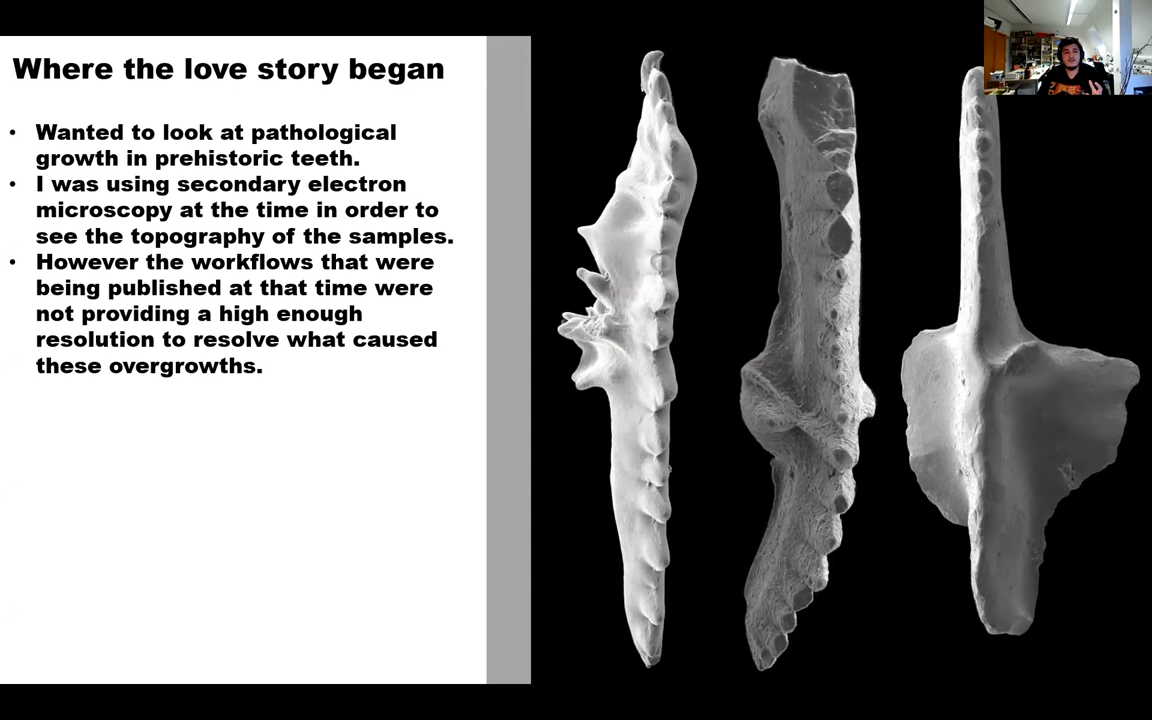 Where the love story began
• Wanted to look at pathological
growth in prehistoric teeth.
• I was using secondary electron
microscopy at the time in order to
see the topography of the samples.
• However the workflows that were
being published at that time were
not providing a high enough
resolution to resolve what caused
these overgrowths.